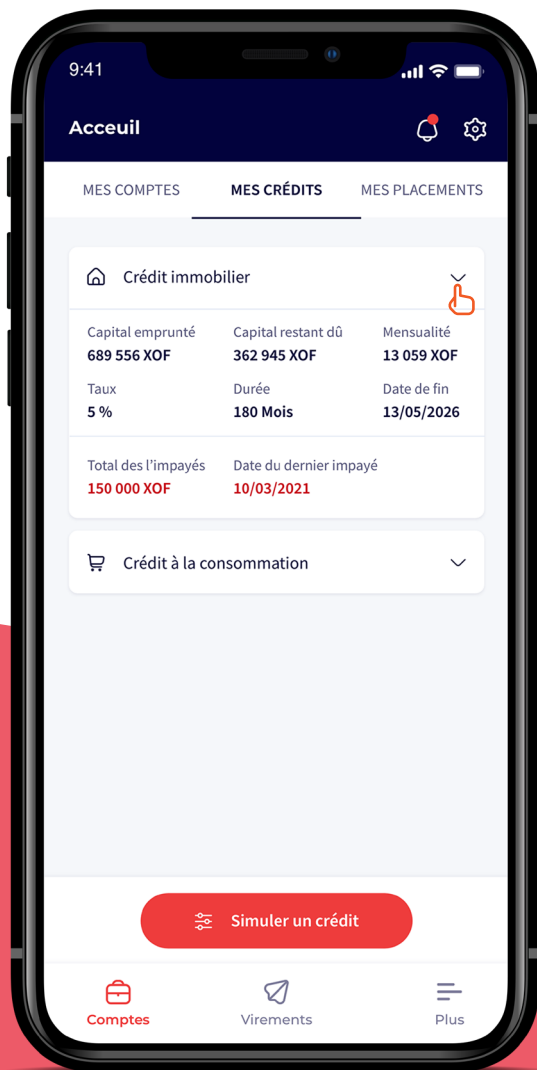 9:41
Acceuil
MES COMPTES MES CRÉDITS MES PLACEMENTS
Crédit immobilier
Capital emprunté Capital restant dû Mensualité
689 556 XOF 362 945 XOF 13 059 XOF
Taux Durée Date de fin
5 % 180 Mois 13/05/2026
Total des l'impayés Date du dernier impayé
150 000 XOF 10/03/2021
Crédit à la consommation
Simuler un crédit
Comptes Virements Plus